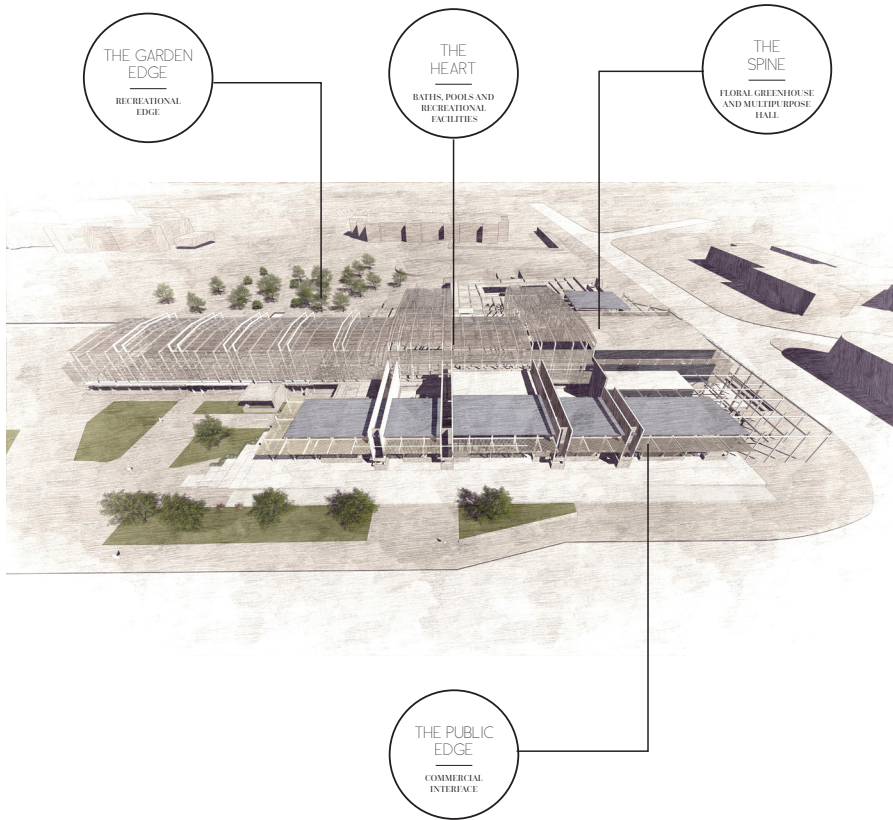 THE GARDEN
EDGE
RECREATIONAL
EDGE
THE
HEART
BATHS, POOLS AND
RECREATIONAL
FACILITIES
THE
SPINE
FLORAL GREENHOUSE
AND MULTIPURPOSE
HALL
THE PUBLIC
EDGE
COMMERCIAL
INTERFACE